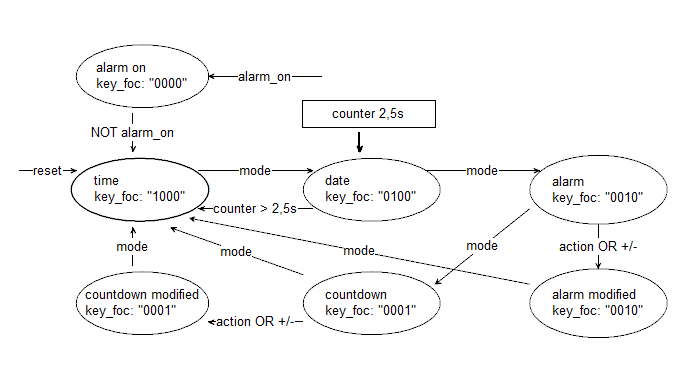 alarm on
key_foc: "0000"
alarm_on
counter 2,5s
NOT alarm_on
reset
time
key_foc: "1000"
mode
date
key_foc: "0100"
mode
alarm
key_foc: "0010"
counter > 2,5s
mode
mode
mode
mode
action OR +/-
countdown modified
key_foc: "0001"
action OR +/-
countdown
key_foc: "0001"
alarm modified
key_foc: "0010"